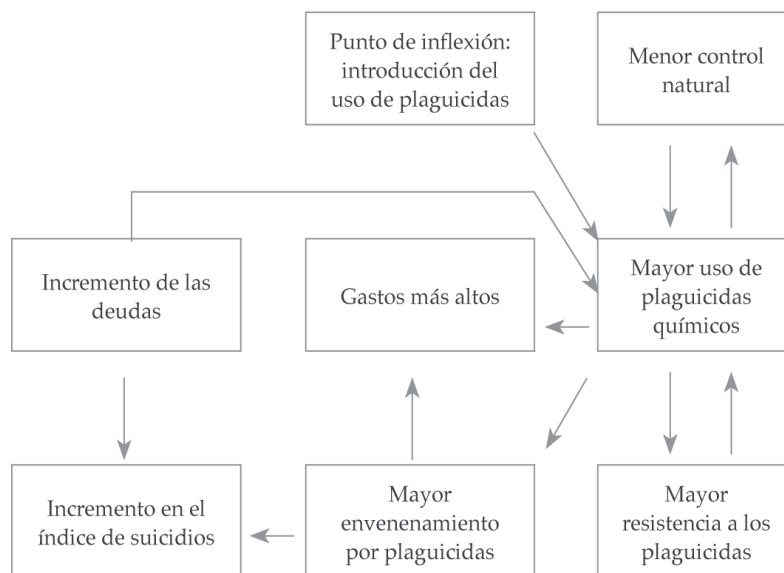 Punto de inflexión:
introducción del
uso de plaguicidas
Menor control
natural
Incremento de las
deudas
Gastos más altos
Mayor uso de
plaguicidas
químicos
Incremento en el
índice de suicidios
Mayor
envenenamiento
por plaguicidas
Mayor
resistencia a los
plaguicidas